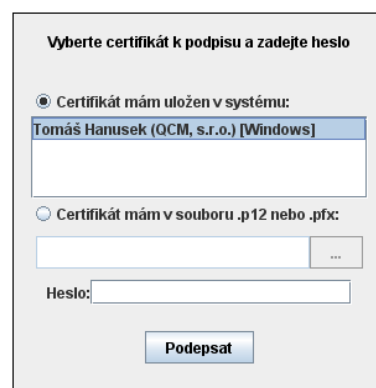 Vyberte certifikát k podpisu a zadejte heslo
Certifikát mám uložen v systému:
Tomáš Hanusek (QCM, s.r.o.) [Windows]
Certifikát mám v souboru .p12 nebo .pfx:
...
Heslo:
Podepsat